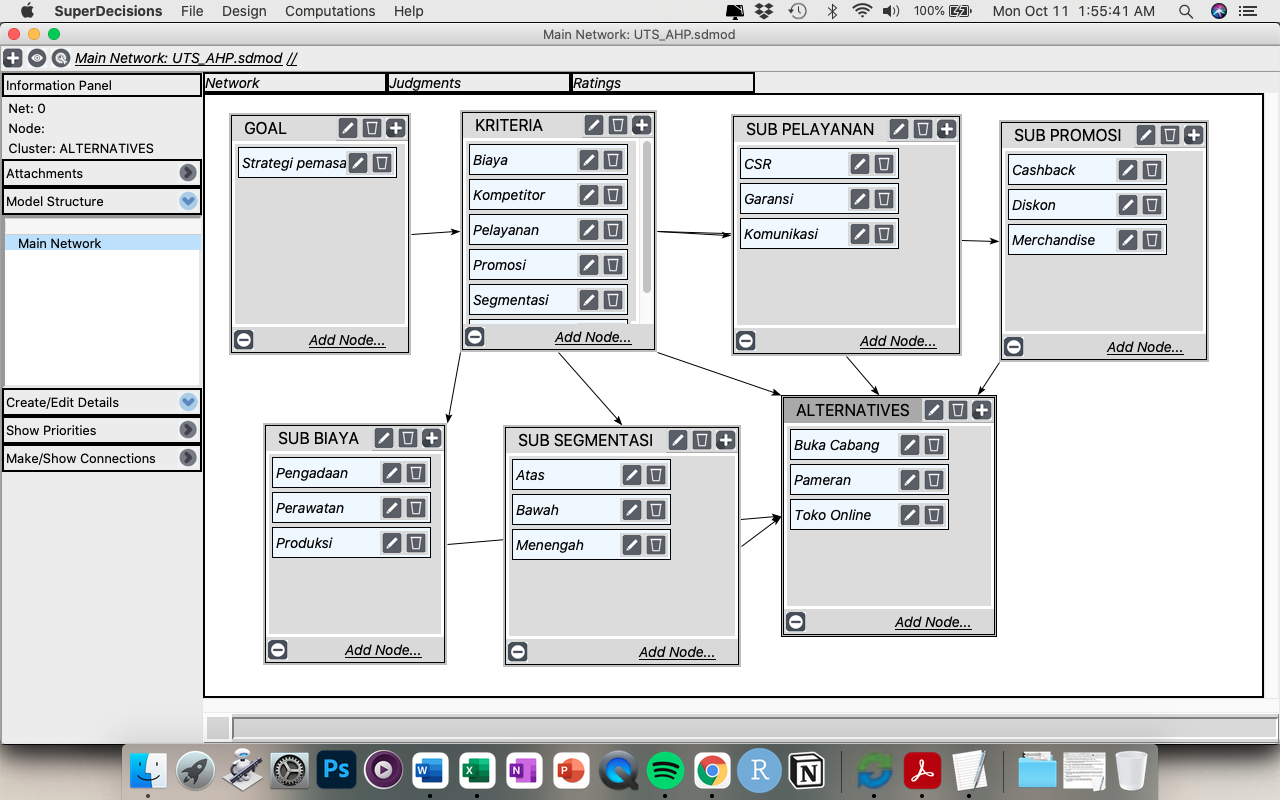 SuperDecisions File Design Computations Help 100% Mon Oct 11 1:55:41 AM
Main Network: UTS_AHP.sdmod
Main Network: UTS_AHP.sdmod //
Information Panel
Net: 0
Node:
Cluster: ALTERNATIVES
Attachments
Model Structure
Main Network
Create/Edit Details
Show Priorities
Make/Show Connections
Network Judgments Ratings
GOAL
Strategi pemasa
Add Node...
KRITERIA
Biaya
Kompetitor
Pelayanan
Promosi
Segmentasi
Add Node...
SUB PELAYANAN
CSR
Garansi
Komunikasi
Add Node...
SUB PROMOSI
Cashback
Diskon
Merchandise
Add Node...
SUB BIAYA
Pengadaan
Perawatan
Produksi
Add Node...
SUB SEGMENTASI
Atas
Bawah
Menengah
Add Node...
ALTERNATIVES
Buka Cabang
Pameran
Toko Online
Add Node...
Ps W X N P R N